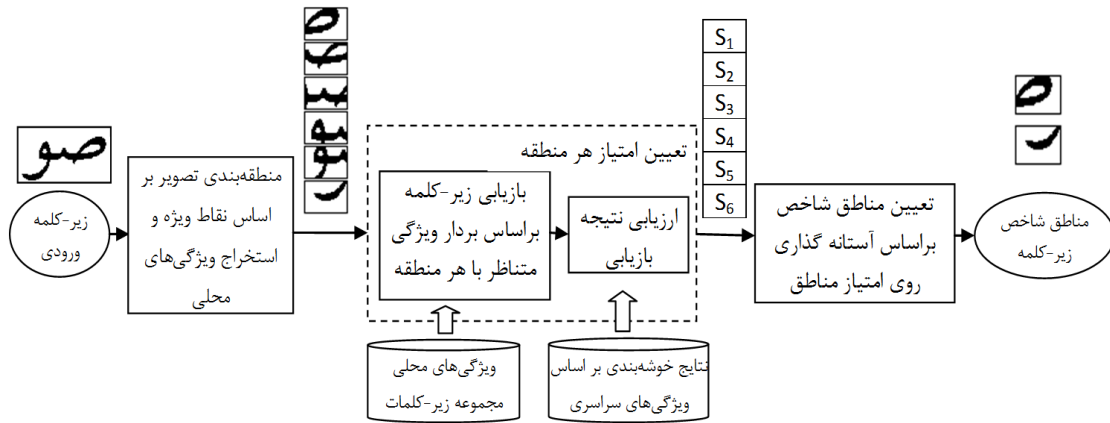 صو
زیر-کلمه
ورودی
منطقه‌بندی تصویر بر
اساس نقاط ویژه و
استخراج ویژگی‌های
محلی
تعیین امتیاز هر منطقه
بازیابی زیر-کلمه
براساس بردار ویژگی
متناظر با هر منطقه
ارزیابی نتیجه
بازیابی
ویژگی‌های محلی
مجموعه زیر-کلمات
نتایج خوشه‌بندی بر اساس
ویژگی‌های سراسری
S1
S2
S3
S4
S5
S6
تعیین مناطق شاخص
براساس آستانه گذاری
روی امتیاز مناطق
مناطق شاخص
زیر-کلمه